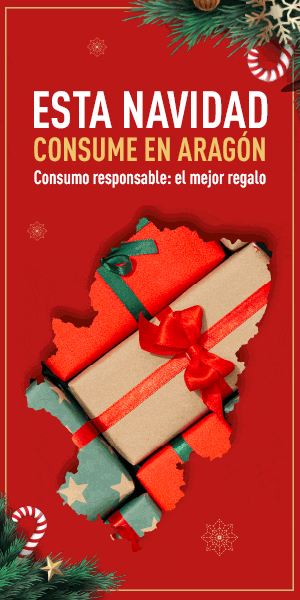 ESTA NAVIDAD
CONSUME EN ARAGÓN
Consumo responsable: el mejor regalo